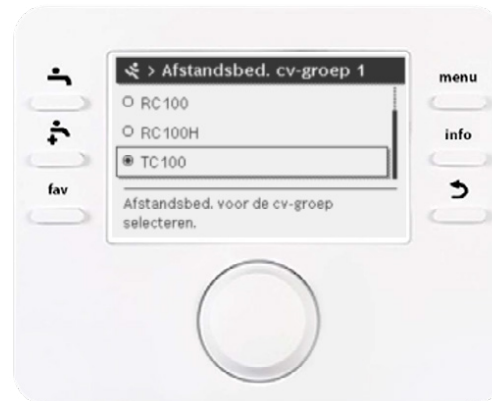 > Afstandsbed. cv-groep 1
RC100
RC100H
TC100
Afstandsbed. voor de cv-groep
selecteren.
fav
menu
info